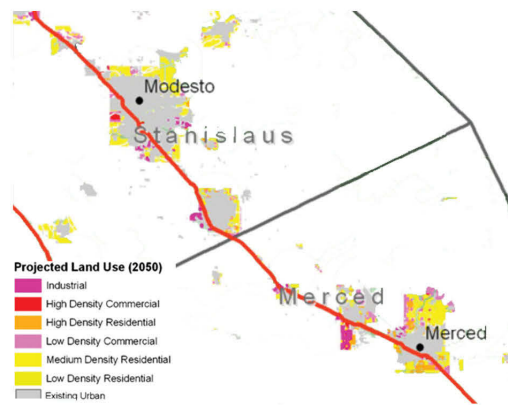 Modesto
Stanislaus
Merced
Merced
Projected Land Use (2050)
Industrial
High Density Commercial
High Density Residential
Low Density Commercial
Medium Density Residential
Low Density Residential
Existing Urban